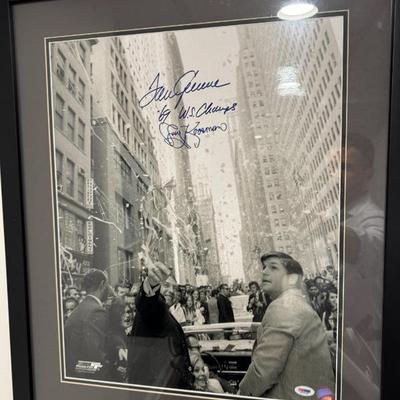 Tom Seaver
'69 W.S. Champs
Jerry Koosman